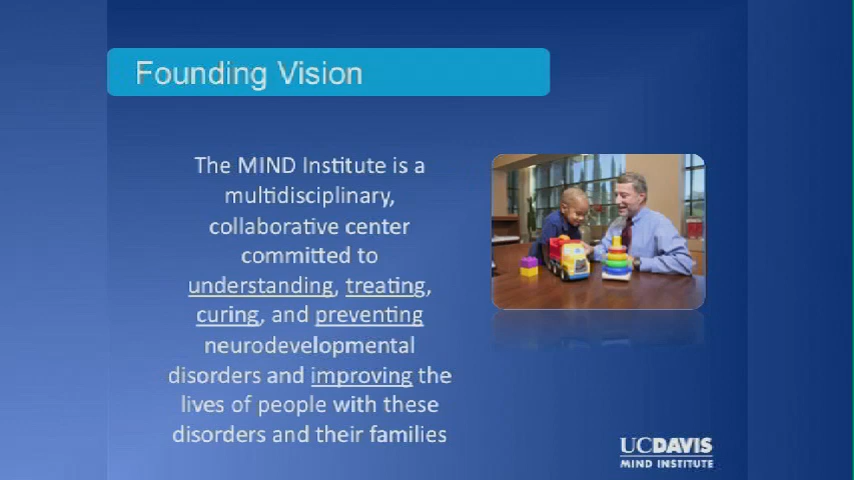 Founding Vision
The MIND Institute is a
multidisciplinary,
collaborative center
committed to
understanding, treating,
curing, and preventing
neurodevelopmental
disorders and improving the
lives of people with these
disorders and their families
UCDAVIS
MIND INSTITUTE